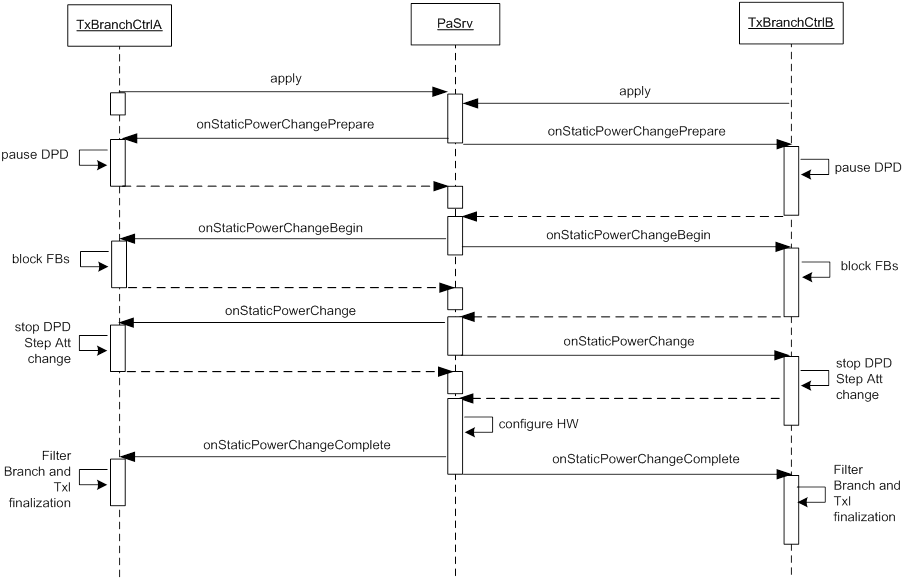 TxBranchCtrlA
PaSrv
TxBranchCtrlB
apply
apply
onStaticPowerChangePrepare
onStaticPowerChangePrepare
pause DPD
pause DPD
onStaticPowerChangeBegin
onStaticPowerChangeBegin
block FBs
block FBs
onStaticPowerChange
stop DPD
Step Att
change
onStaticPowerChange
stop DPD
Step Att
change
configure HW
onStaticPowerChangeComplete
onStaticPowerChangeComplete
Filter
Branch and
TxI
finalization
Filter
Branch and
TxI
finalization